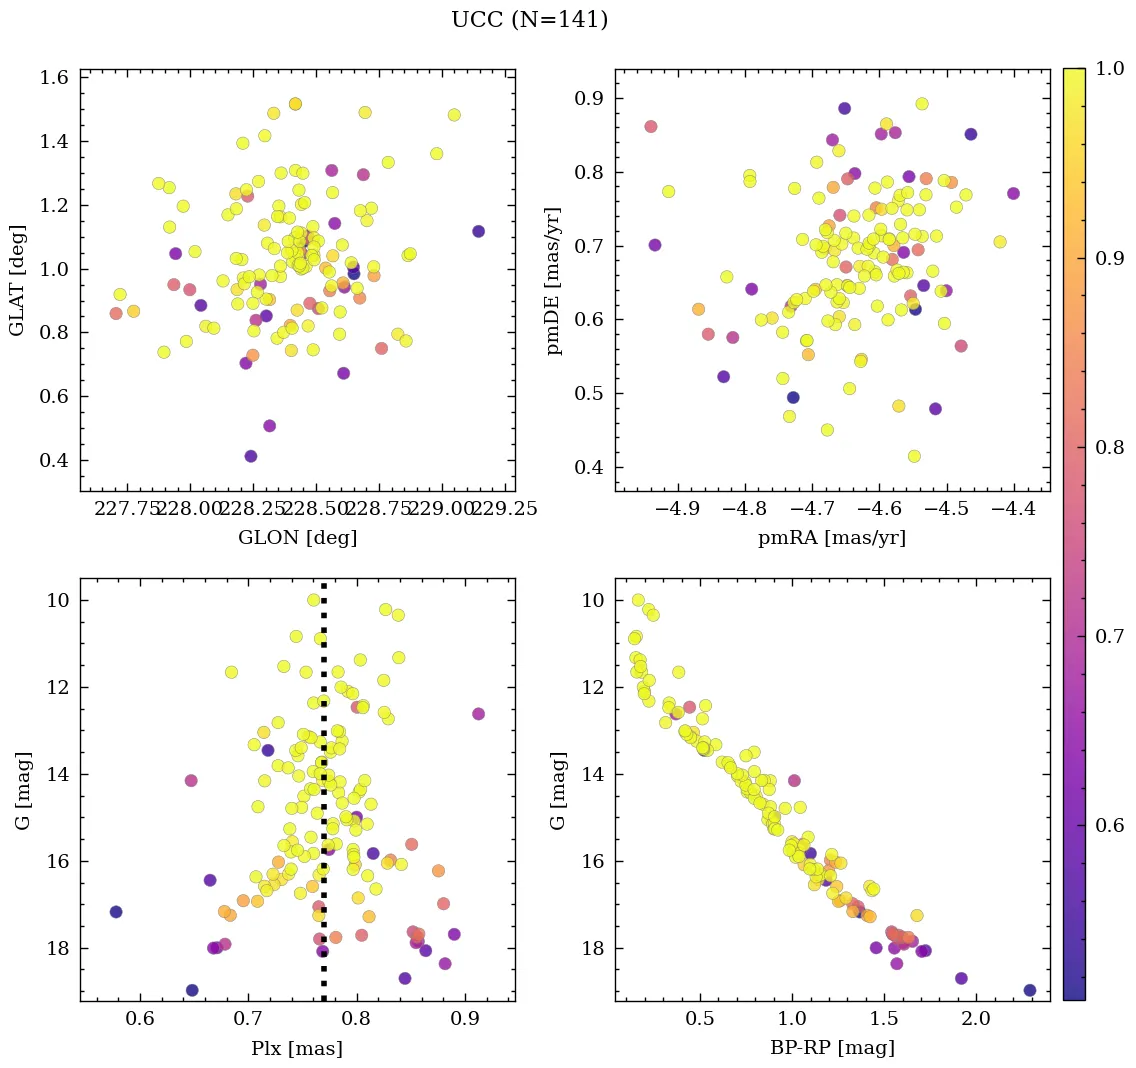 UCC (N=141)
1.6
1.4
1.2
1.0
0.8
0.6
0.4
GLAT [deg]
227.75 228.00 228.25 228.50 228.75 229.00 229.25
GLON [deg]
0.9
0.8
0.7
0.6
0.5
0.4
pmDE [mas/yr]
−4.9 −4.8 −4.7 −4.6 −4.5 −4.4
pmRA [mas/yr]
10
12
14
16
18
G [mag]
0.6 0.7 0.8 0.9
Plx [mas]
10
12
14
16
18
G [mag]
0.5 1.0 1.5 2.0
BP-RP [mag]
1.0
0.9
0.8
0.7
0.6